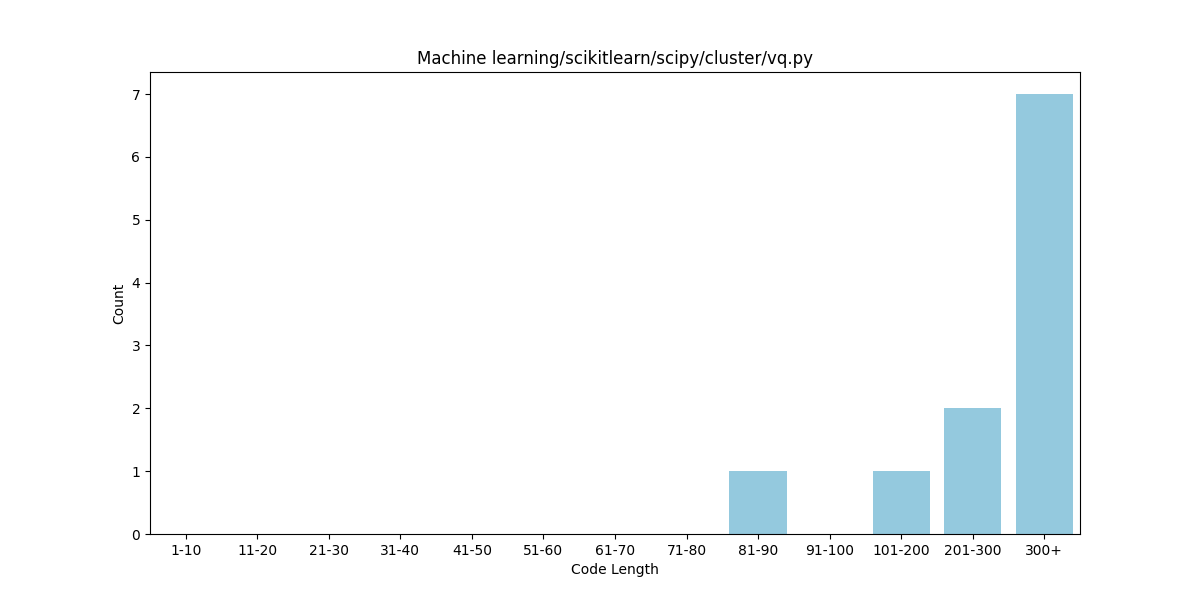 Machine learning/scikitlearn/scipy/cluster/vq.py
7
6
5
4
3
2
1
0
Count
1-10 11-20 21-30 31-40 41-50 51-60 61-70 71-80 81-90 91-100 101-200 201-300 300+
Code Length